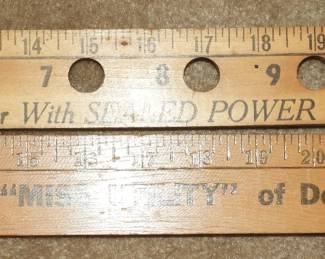 14 15 16 17 18 19
7 8 9
r With SEALED POWER
15 16 17 18 19 20
"MISS UTILITY" of De